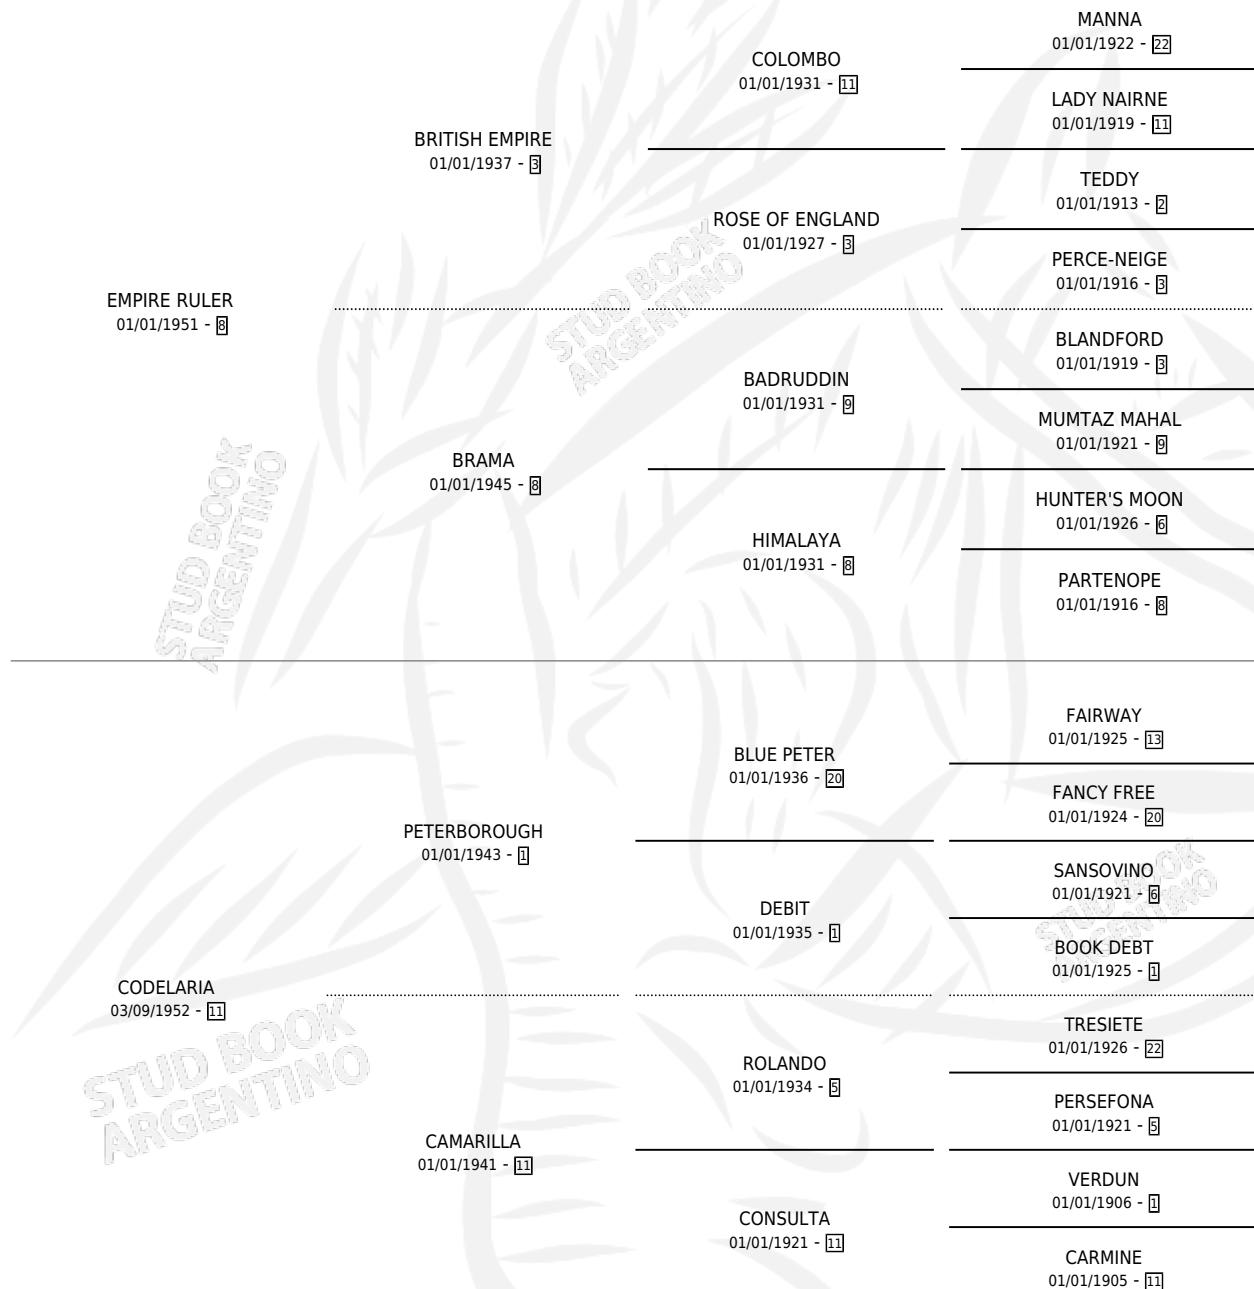 MANNA
01/01/1922 - 22
COLOMBO
01/01/1931 - 11
LADY NAIRNE
01/01/1919 - 11
BRITISH EMPIRE
01/01/1937 - 3
TEDDY
01/01/1913 - 2
ROSE OF ENGLAND
01/01/1927 - 3
PERCE-NEIGE
01/01/1916 - 3
EMPIRE RULER
01/01/1951 - 8
STUD BOOK
ARGENTINO
BLANDFORD
01/01/1919 - 3
BADRUDDIN
01/01/1931 - 9
MUMTAZ MAHAL
01/01/1921 - 9
BRAMA
01/01/1945 - 8
HUNTER'S MOON
01/01/1926 - 6
HIMALAYA
01/01/1931 - 8
PARTENOPE
01/01/1916 - 8
STUD BOOK
ARGENTINO
FAIRWAY
01/01/1925 - 13
BLUE PETER
01/01/1936 - 20
FANCY FREE
01/01/1924 - 20
PETERBOROUGH
01/01/1943 - 1
SANSOVINO
01/01/1921 - 6
DEBIT
01/01/1935 - 1
BOOK DEBT
01/01/1925 - 1
STUD BOOK
ARGENTINO
CODELARIA
03/09/1952 - 11
STUD BOOK
ARGENTINO
TRESIETE
01/01/1926 - 22
ROLANDO
01/01/1934 - 5
PERSEFONA
01/01/1921 - 5
CAMARILLA
01/01/1941 - 11
VERDUN
01/01/1906 - 1
CONSULTA
01/01/1921 - 11
CARMINE
01/01/1905 - 11